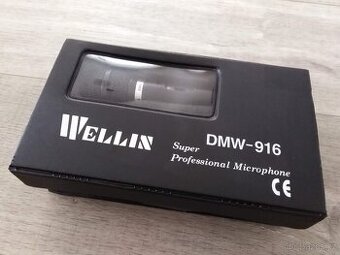 WELLIN
DMW-916
Super
Professional Microphone
CE